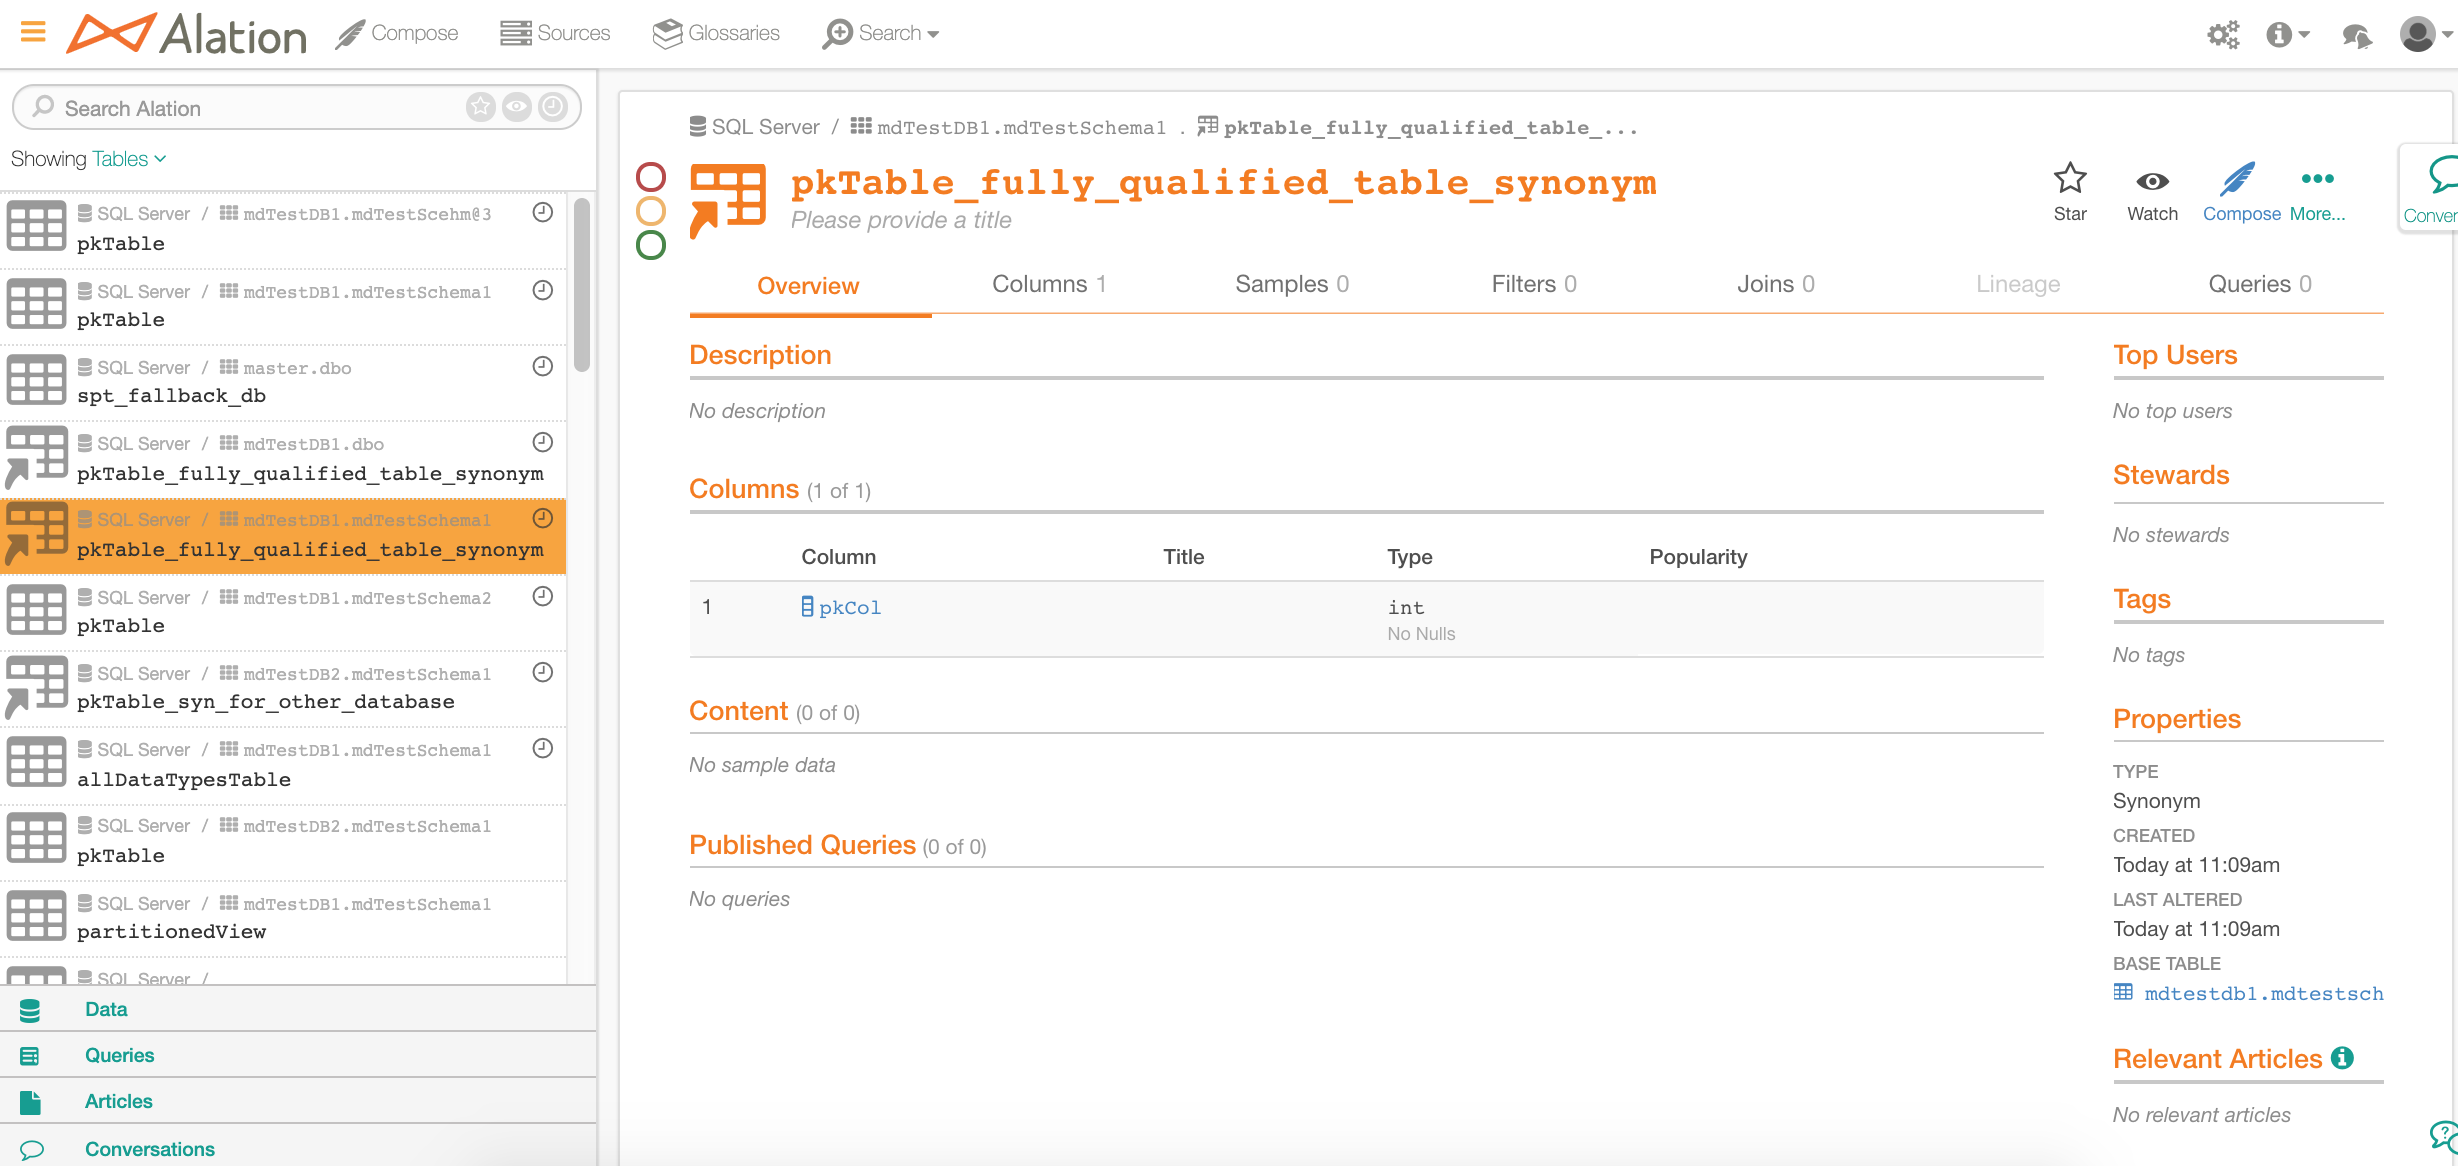 Alation Compose Sources Glossaries Search
Search Alation
Showing Tables
SQL Server / mdTestDB1.mdTestScehm@3
pkTable
SQL Server / mdTestDB1.mdTestSchema1
pkTable
SQL Server / master.dbo
spt_fallback_db
SQL Server / mdTestDB1.dbo
pkTable_fully_qualified_table_synonym
SQL Server / mdTestDB1.mdTestSchema1
pkTable_fully_qualified_table_synonym
SQL Server / mdTestDB1.mdTestSchema2
pkTable
SQL Server / mdTestDB2.mdTestSchema1
pkTable_syn_for_other_database
SQL Server / mdTestDB1.mdTestSchema1
allDataTypesTable
SQL Server / mdTestDB2.mdTestSchema1
pkTable
SQL Server / mdTestDB1.mdTestSchema1
partitionedView
SQL Server /
Data
Queries
Articles
Conversations
SQL Server / mdTestDB1.mdTestSchema1 . pkTable_fully_qualified_table_...
pkTable_fully_qualified_table_synonym
Please provide a title
Star Watch Compose More...
Conver
Overview Columns 1 Samples 0 Filters 0 Joins 0 Lineage Queries 0
Description
No description
Columns (1 of 1)
Column Title Type Popularity
1 pkCol int
No Nulls
Content (0 of 0)
No sample data
Published Queries (0 of 0)
No queries
Top Users
No top users
Stewards
No stewards
Tags
No tags
Properties
TYPE
Synonym
CREATED
Today at 11:09am
LAST ALTERED
Today at 11:09am
BASE TABLE
mdtestdb1.mdtestsch
Relevant Articles
No relevant articles